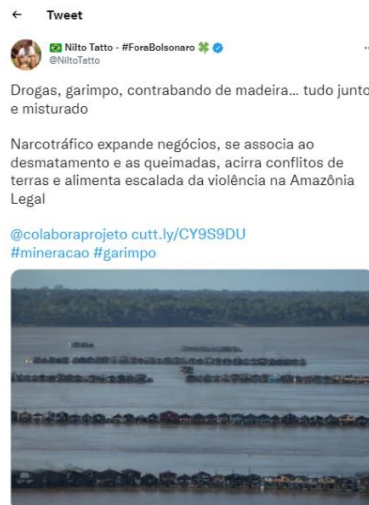 Tweet
Nilto Tatto - #ForaBolsonaro
@NiltoTatto
Drogas, garimpo, contrabando de madeira... tudo junto
e misturado
Narcotráfico expande negócios, se associa ao
desmatamento e as queimadas, acirra conflitos de
terras e alimenta escalada da violência na Amazônia
Legal
@colaboraprojeto cutt.ly/CY9S9DU
#mineracao #garimpo